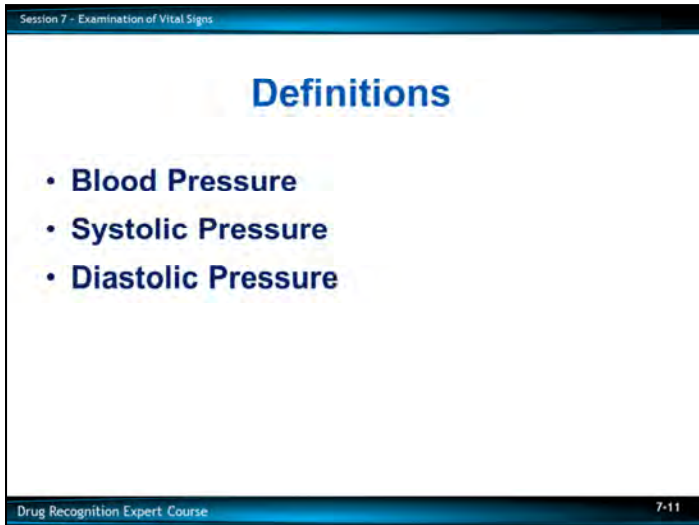 Session 7 - Examination of Vital Signs
Definitions
• Blood Pressure
• Systolic Pressure
• Diastolic Pressure
Drug Recognition Expert Course
7-11